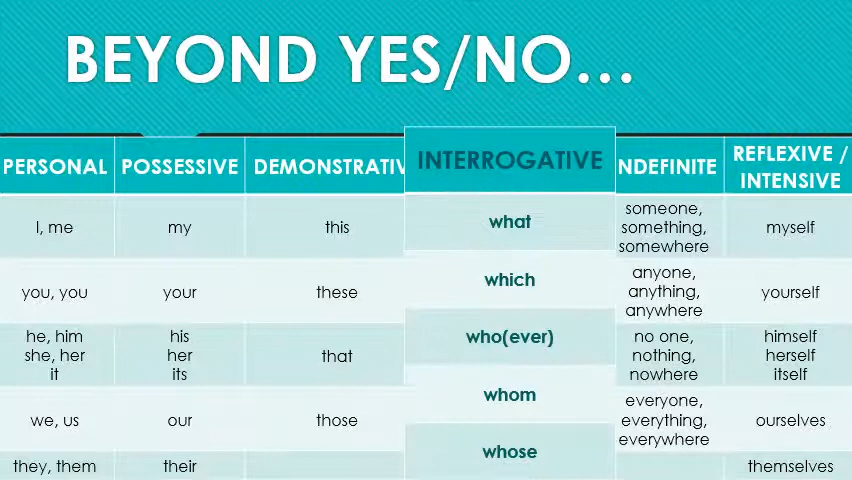 BEYOND YES/NO...
PERSONAL POSSESSIVE DEMONSTRATIV INTERROGATIVE NDEFINITE REFLEXIVE / INTENSIVE
I, me my this what someone, something, somewhere myself
you, you your these which anyone, anything, anywhere yourself
he, him she, her it his her its that who(ever) no one, nothing, nowhere himself herself itself
we, us our those whom everyone, everything, everywhere ourselves
they, them their whose themselves